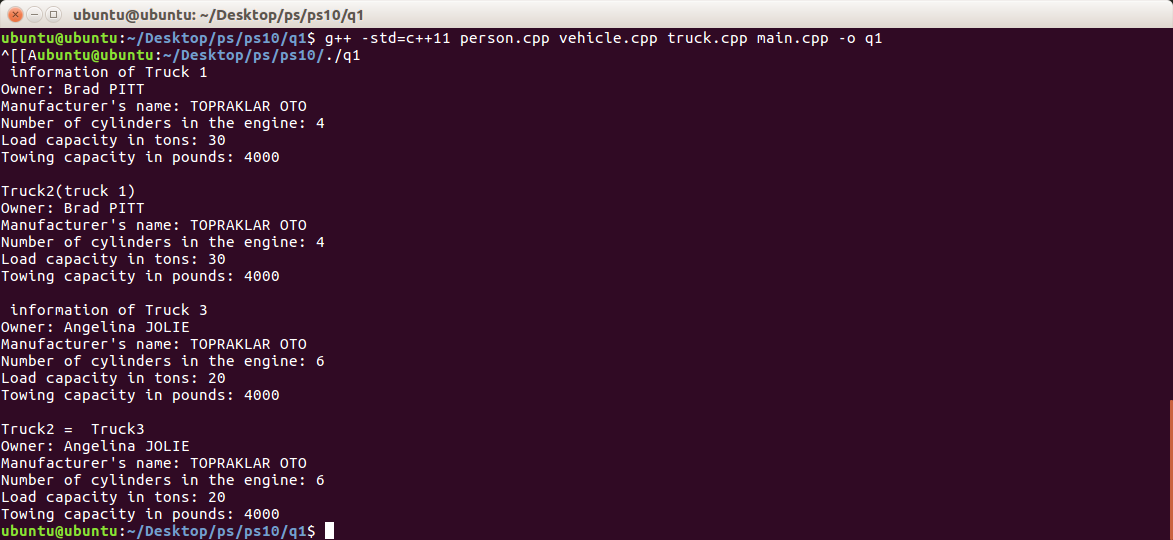 ubuntu@ubuntu: ~/Desktop/ps/ps10/q1
ubuntu@ubuntu:~/Desktop/ps/ps10/q1$ g++ -std=c++11 person.cpp vehicle.cpp truck.cpp main.cpp -o q1
^[[Aubuntu@ubuntu:~/Desktop/ps/ps10/./q1
 information of Truck 1
Owner: Brad PITT
Manufacturer's name: TOPRAKLAR OTO
Number of cylinders in the engine: 4
Load capacity in tons: 30
Towing capacity in pounds: 4000

Truck2(truck 1)
Owner: Brad PITT
Manufacturer's name: TOPRAKLAR OTO
Number of cylinders in the engine: 4
Load capacity in tons: 30
Towing capacity in pounds: 4000

 information of Truck 3
Owner: Angelina JOLIE
Manufacturer's name: TOPRAKLAR OTO
Number of cylinders in the engine: 6
Load capacity in tons: 20
Towing capacity in pounds: 4000

Truck2 =  Truck3
Owner: Angelina JOLIE
Manufacturer's name: TOPRAKLAR OTO
Number of cylinders in the engine: 6
Load capacity in tons: 20
Towing capacity in pounds: 4000
ubuntu@ubuntu:~/Desktop/ps/ps10/q1$